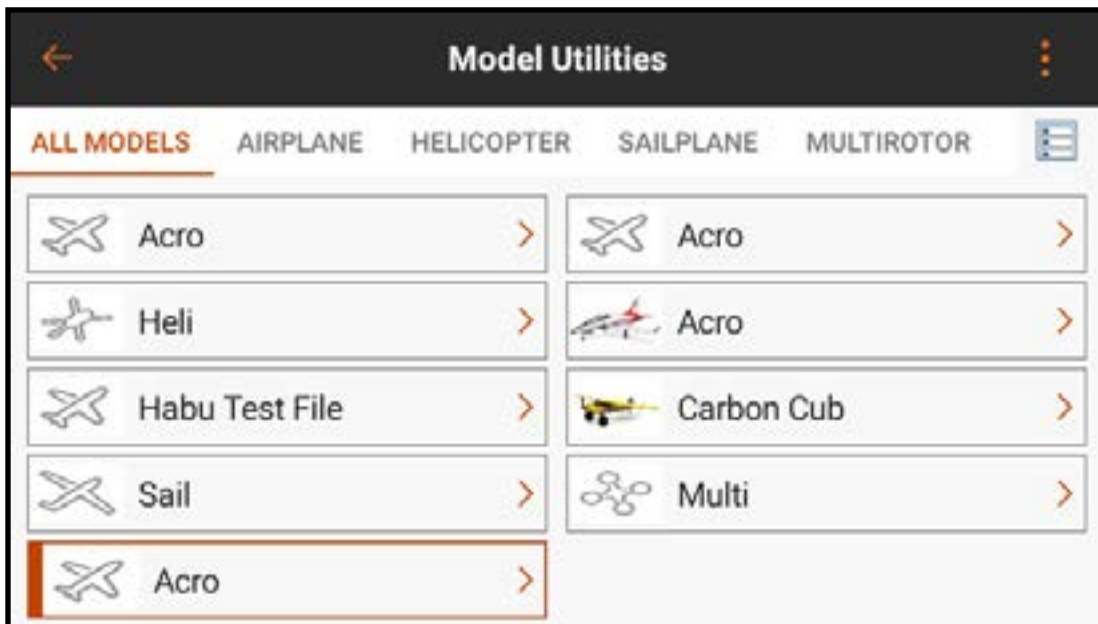 Model Utilities
ALL MODELS AIRPLANE HELICOPTER SAILPLANE MULTIROTOR
Acro Acro
Heli Acro
Habu Test File Carbon Cub
Sail Multi
Acro